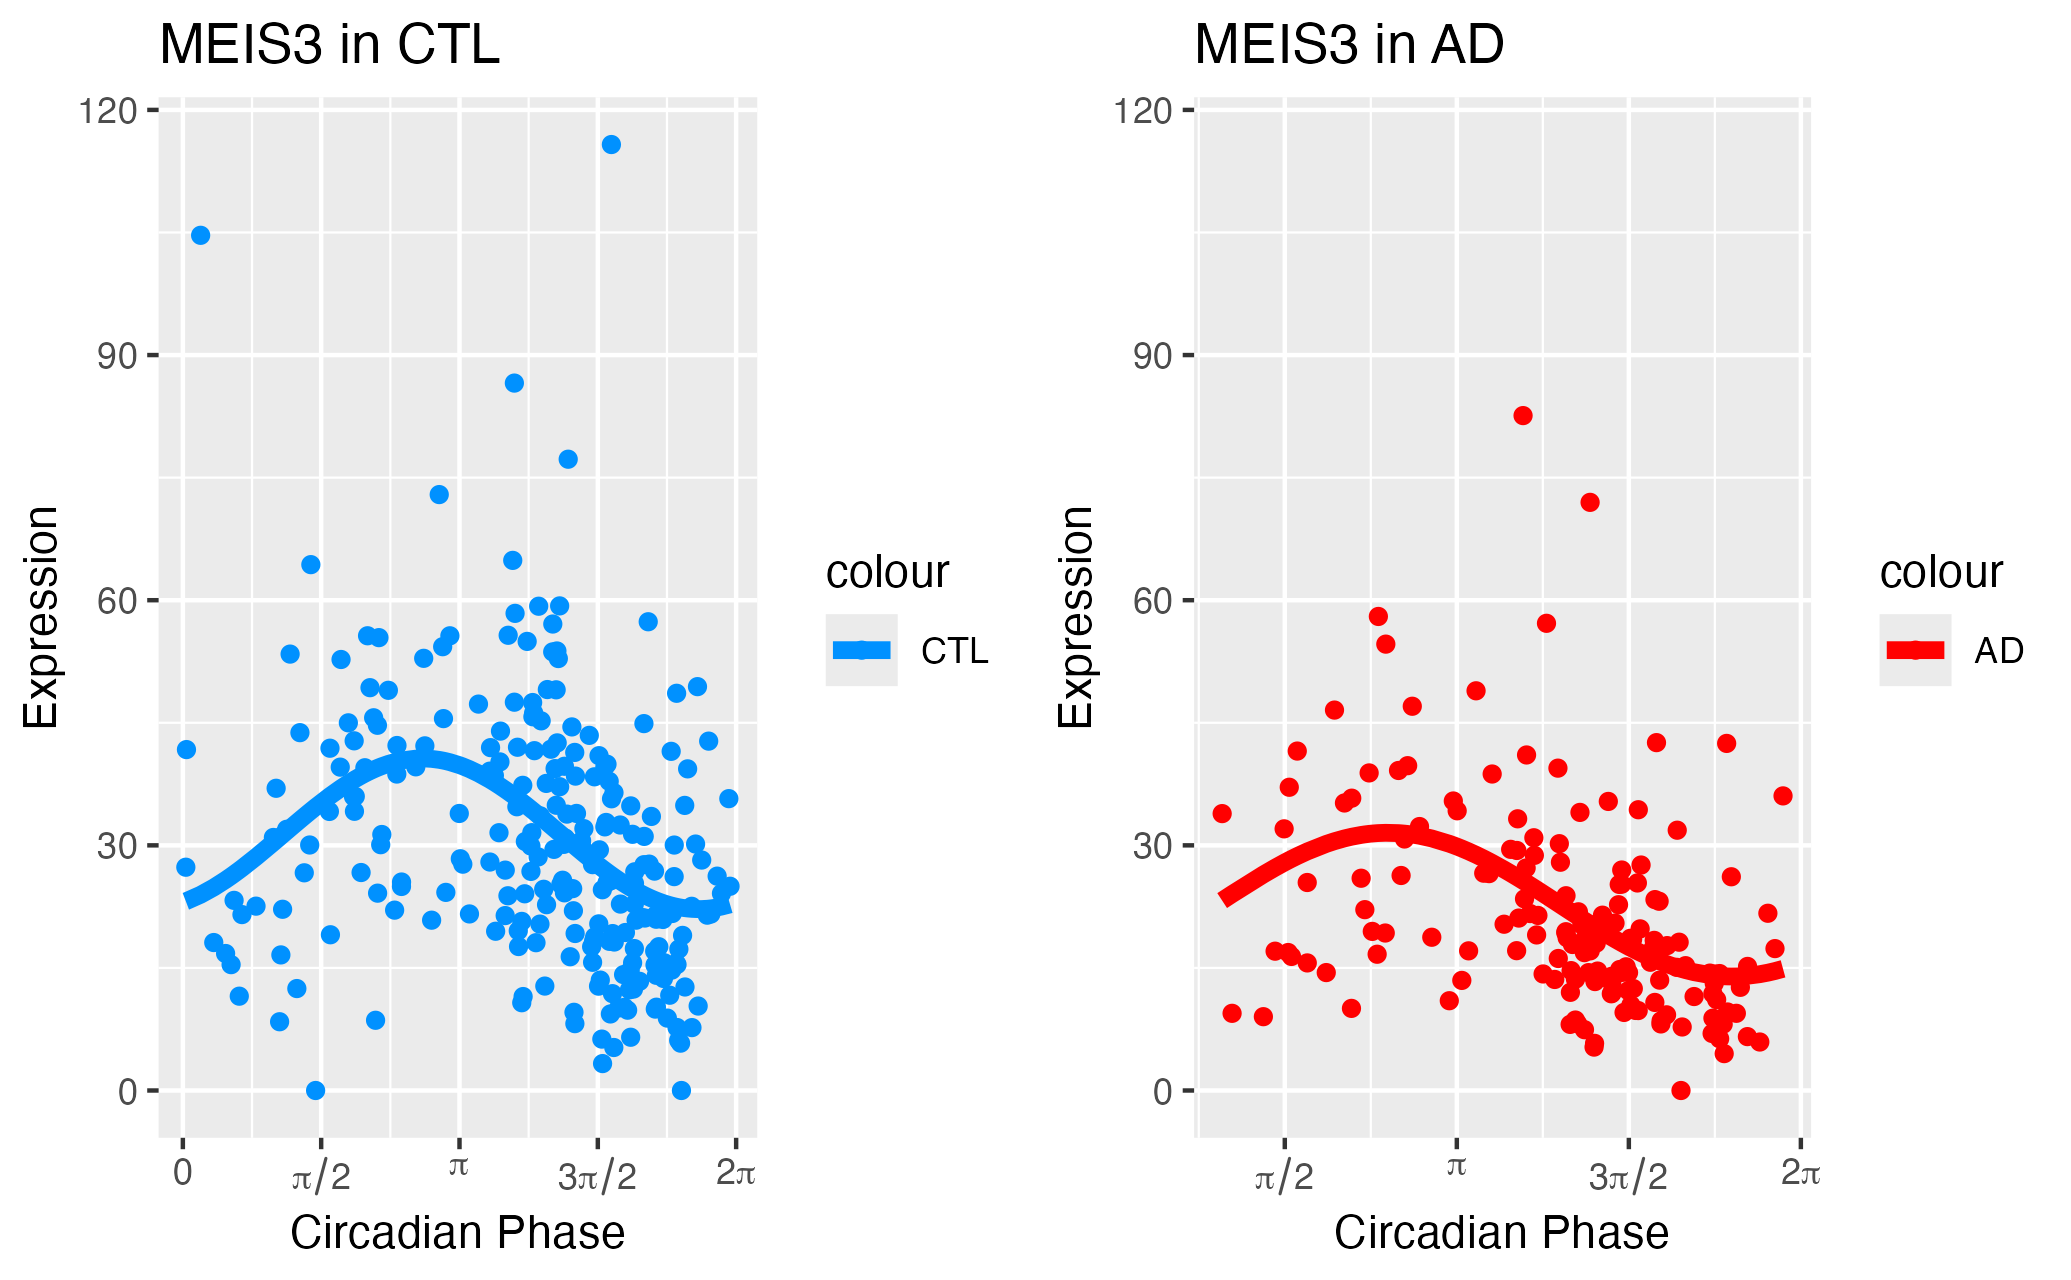 MEIS3 in CTL
120
90
60
30
0
Expression
0 π/2 π 3π/2 2π
Circadian Phase
colour
CTL
MEIS3 in AD
120
90
60
30
0
Expression
π/2 π 3π/2 2π
Circadian Phase
colour
AD